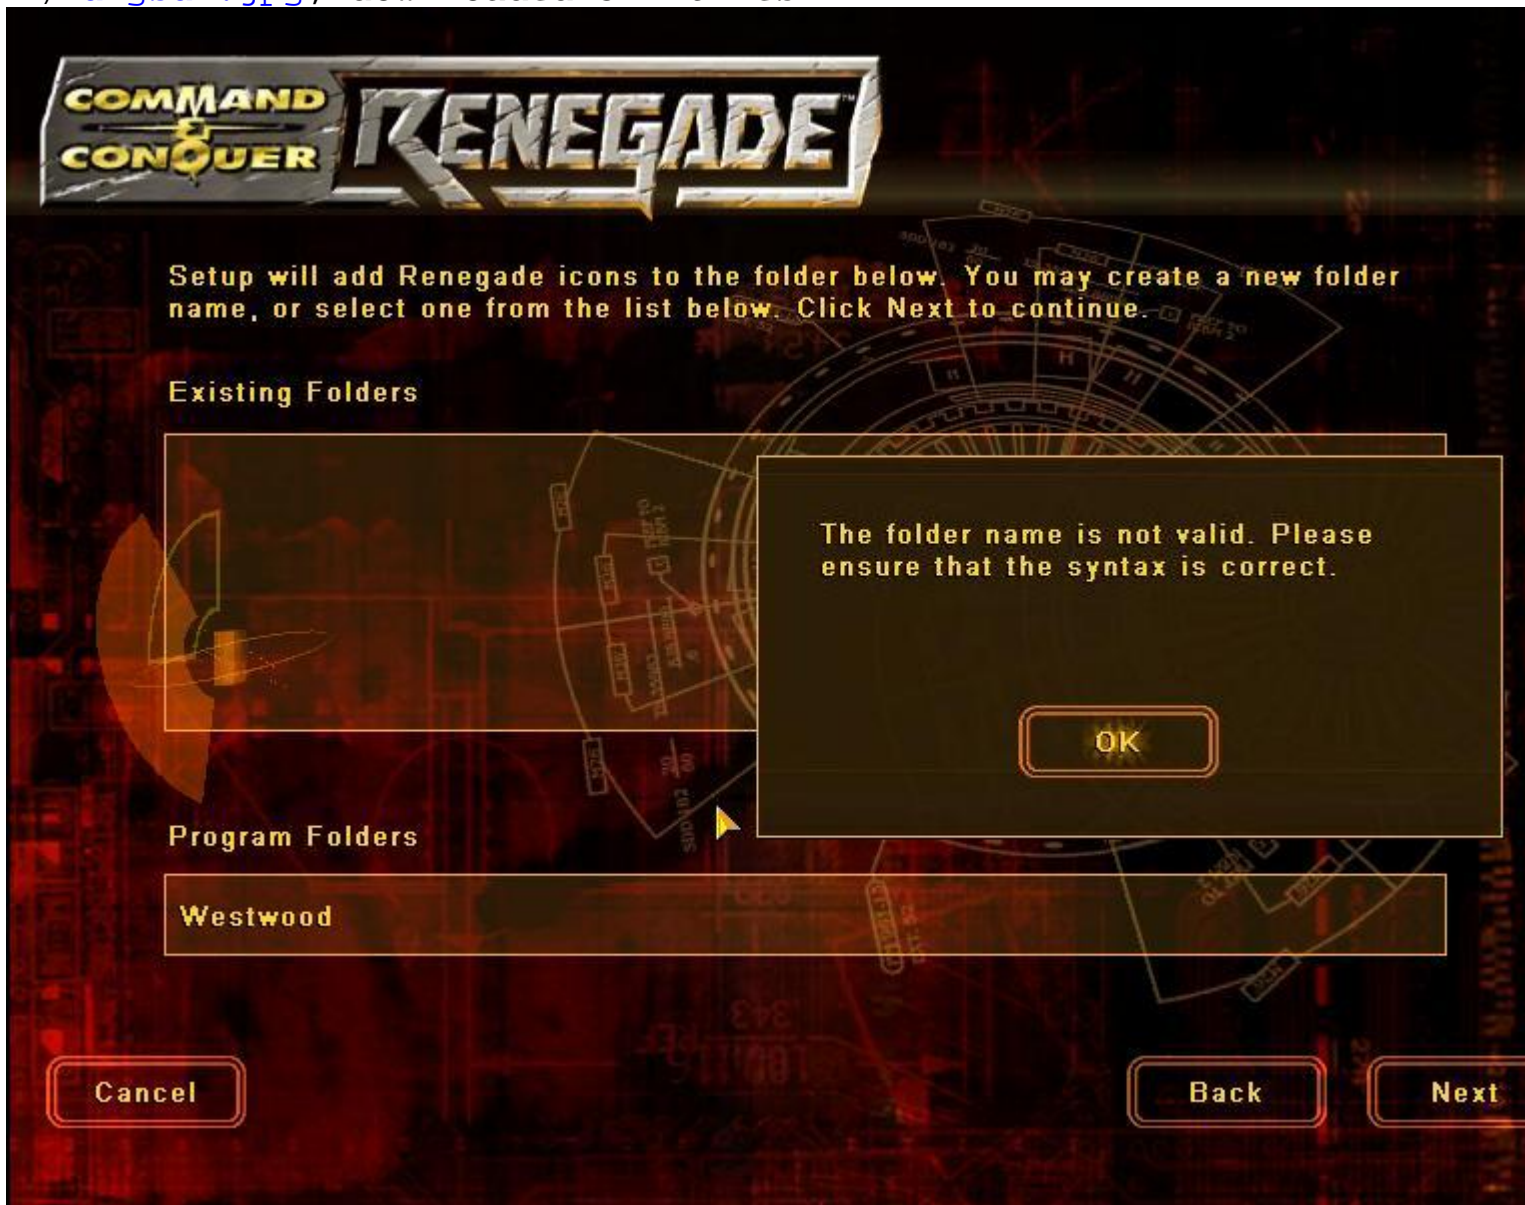 COMMAND
&
CONQUER
RENEGADE™
Setup will add Renegade icons to the folder below. You may create a new folder
name, or select one from the list below. Click Next to continue.
Existing Folders
The folder name is not valid. Please
ensure that the syntax is correct.
OK
Program Folders
Westwood
Cancel
Back
Next